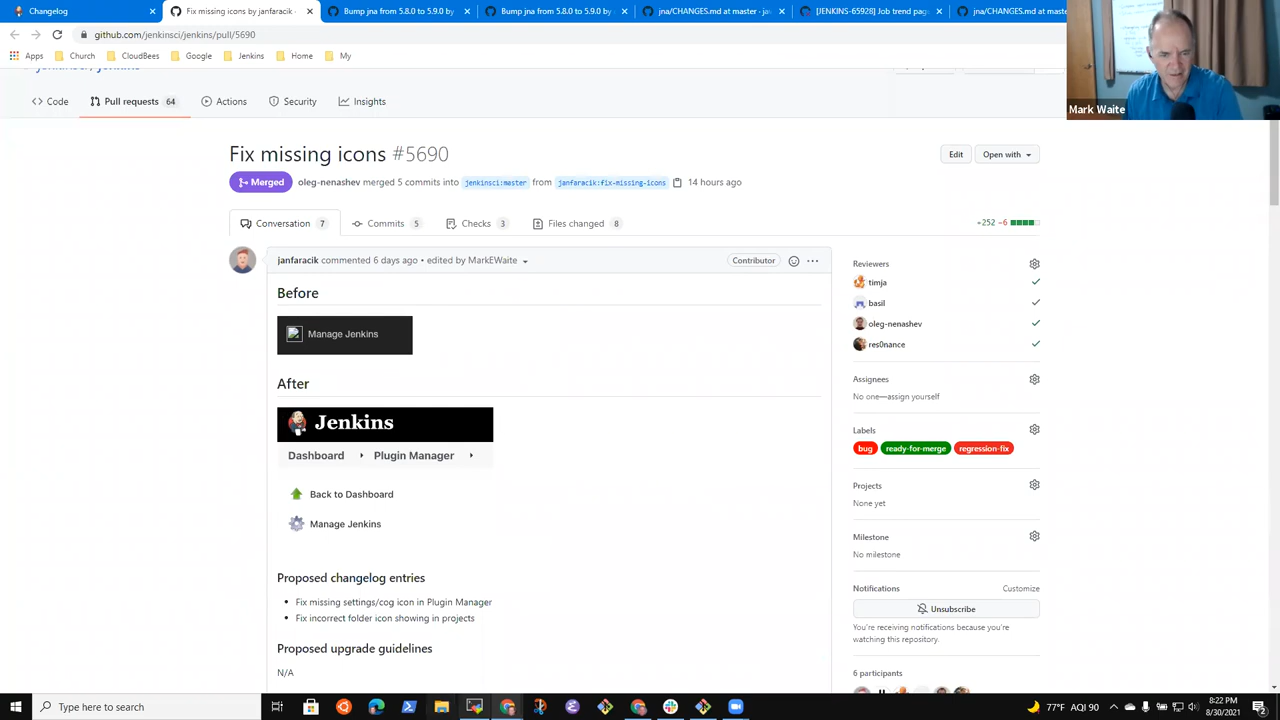 Changelog
Fix missing icons by janfaracik ·
Bump jna from 5.8.0 to 5.9.0 by
Bump jna from 5.8.0 to 5.9.0 by
jna/CHANGES.md at master · jav
[JENKINS-65928] Job trend page
jna/CHANGES.md at mast
github.com/jenkinsci/jenkins/pull/5690
Apps
Church
CloudBees
Google
Jenkins
Home
My
Mark Waite
Code
Pull requests 64
Actions
Security
Insights
Fix missing icons #5690
Edit
Open with
Merged
oleg-nenashev merged 5 commits into jenkinsci:master from janfaracik:fix-missing-icons 14 hours ago
Conversation 7
Commits 5
Checks 3
Files changed 8
+252 −6
janfaracik commented 6 days ago • edited by MarkEWaite
Contributor
Before
Manage Jenkins
After
Jenkins
Dashboard
Plugin Manager
Back to Dashboard
Manage Jenkins
Proposed changelog entries
• Fix missing settings/cog icon in Plugin Manager
• Fix incorrect folder icon showing in projects
Proposed upgrade guidelines
N/A
Reviewers
timja
basil
oleg-nenashev
res0nance
Assignees
No one—assign yourself
Labels
bug
ready-for-merge
regression-fix
Projects
None yet
Milestone
No milestone
Notifications
Customize
Unsubscribe
You're receiving notifications because you're
watching this repository.
6 participants
Type here to search
77°F AQI 90
8:22 PM
8/30/2021
2